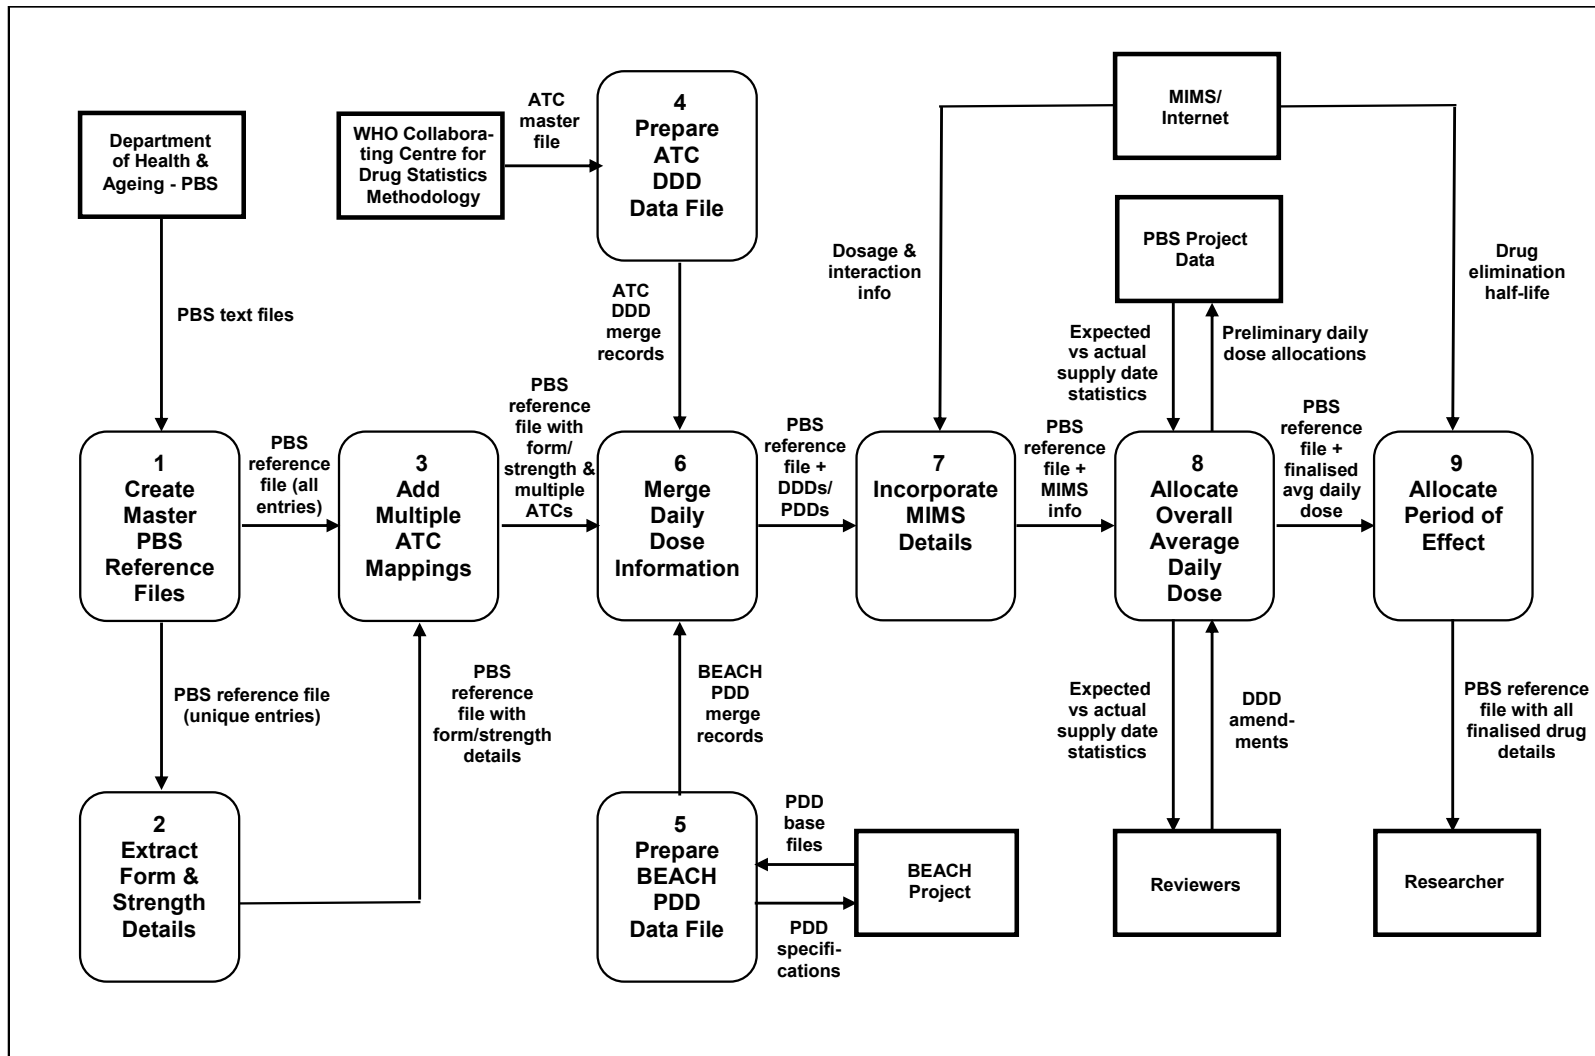 Department
of Health &
Ageing - PBS
WHO Collabora-
ting Centre for
Drug Statistics
Methodology
ATC
master
file
4
Prepare
ATC
DDD
Data File
MIMS/
Internet
PBS Project
Data
PBS text files
ATC
DDD
merge
records
Dosage &
interaction
info
Expected
vs actual
supply date
statistics
Preliminary daily
dose allocations
Drug
elimination
half-life
1
Create
Master
PBS
Reference
Files
PBS
reference
file (all
entries)
3
Add
Multiple
ATC
Mappings
PBS
reference
file with
form/
strength &
multiple
ATCs
6
Merge
Daily
Dose
Information
PBS
reference
file +
DDDs/
PDDs
7
Incorporate
MIMS
Details
PBS
reference
file +
MIMS
info
8
Allocate
Overall
Average
Daily
Dose
PBS
reference
file +
finalised
avg daily
dose
9
Allocate
Period of
Effect
PBS reference file
(unique entries)
PBS
reference
file with
form/strength
details
BEACH
PDD
merge
records
Expected
vs actual
supply date
statistics
DDD
amend-
ments
PBS reference
file with all
finalised drug
details
2
Extract
Form &
Strength
Details
5
Prepare
BEACH
PDD
Data File
PDD
base
files
PDD
specifi-
cations
BEACH
Project
Reviewers
Researcher